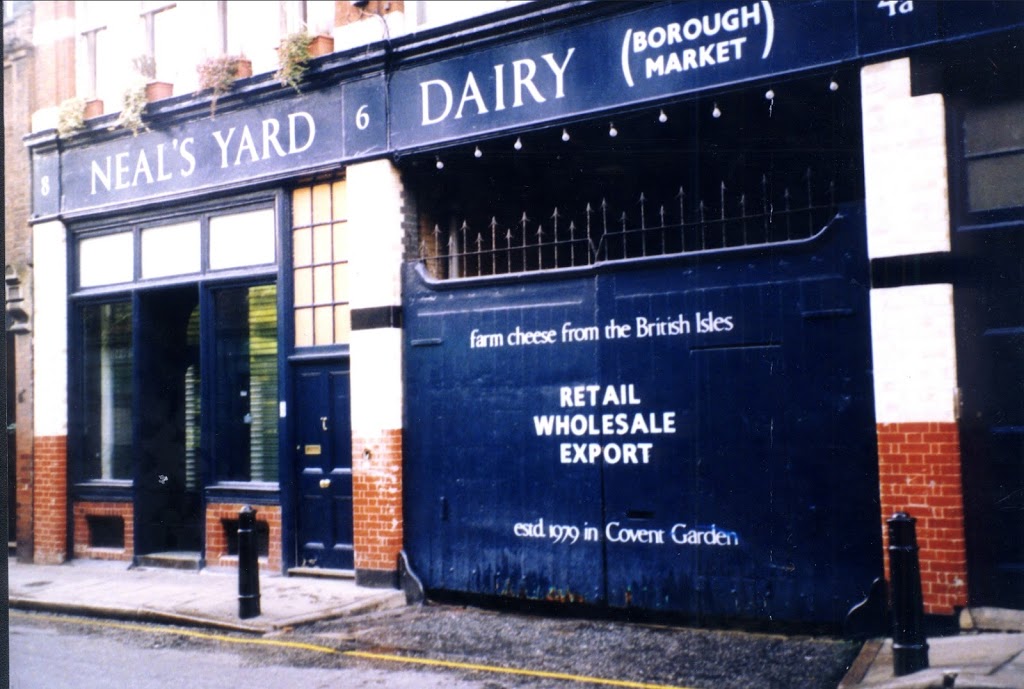 8
NEAL'S YARD
6
DAIRY
(BOROUGH
MARKET)
4a
farm cheese from the British Isles
RETAIL
WHOLESALE
EXPORT
estd. 1979 in Covent Garden